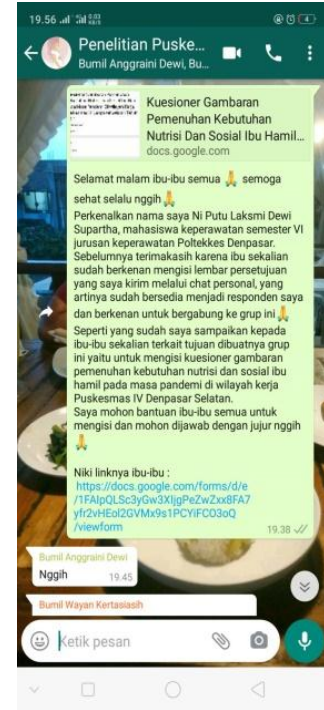 19.56
Penelitian Puske...
Bumil Anggraini Dewi, Bu...
Kuesioner Gambaran
Pemenuhan Kebutuhan
Nutrisi Dan Sosial Ibu Hamil...
docs.google.com
Selamat malam ibu-ibu semua 🙏 semoga
sehat selalu nggih🙏
Perkenalkan nama saya Ni Putu Laksmi Dewi
Supartha, mahasiswa keperawatan semester VI
jurusan keperawatan Poltekkes Denpasar.
Sebelumnya terimakasih karena ibu sekalian
sudah berkenan mengisi lembar persetujuan
yang saya kirim melalui chat personal, yang
artinya sudah bersedia menjadi responden saya
dan berkenan untuk bergabung ke grup ini🙏
Seperti yang sudah saya sampaikan kepada
ibu-ibu sekalian terkait tujuan dibuatnya grup
ini yaitu untuk mengisi kuesioner gambaran
pemenuhan kebutuhan nutrisi dan sosial ibu
hamil pada masa pandemi di wilayah kerja
Puskesmas IV Denpasar Selatan.
Saya mohon bantuan ibu-ibu semua untuk
mengisi dan mohon dijawab dengan jujur nggih
🙏
Niki linknya ibu-ibu :
https://docs.google.com/forms/d/e
/1FAIpQLSc3yGw3XIjgPeZwZxx8FA7
yfr2vHEol2GVMx9s1PCYiFCO3oQ
/viewform
19.38
Bumil Anggraini Dewi
Nggih
19.45
Bumil Wayan Kertasiasih
Ketik pesan